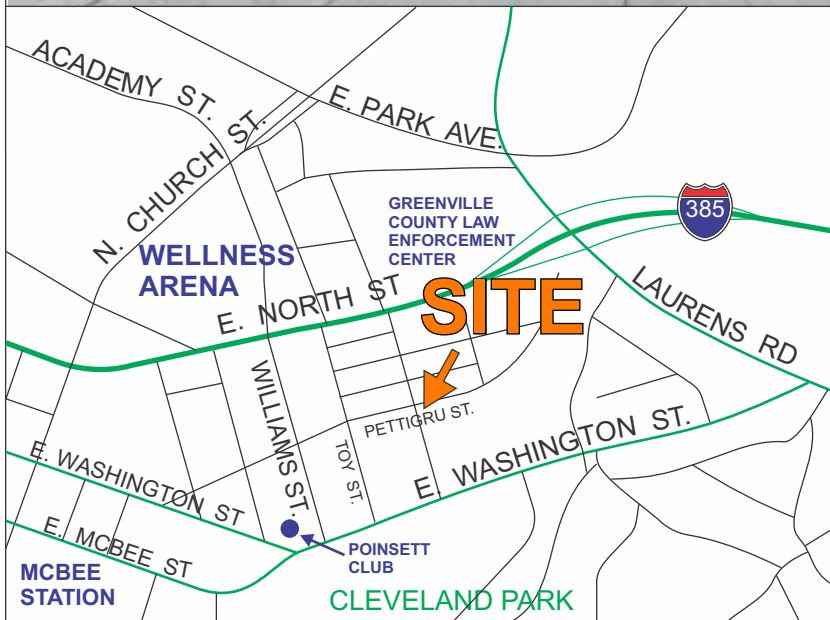 ACADEMY ST.
E. PARK AVE.
N. CHURCH ST.
GREENVILLE
COUNTY LAW
ENFORCEMENT
CENTER
385
WELLNESS
ARENA
E. NORTH ST
SITE
LAURENS RD
WILLIAMS ST.
PETTIGRU ST.
TOY ST.
E. WASHINGTON ST.
E. WASHINGTON ST
E. MCBEE ST
POINSETT
CLUB
MCBEE
STATION
CLEVELAND PARK